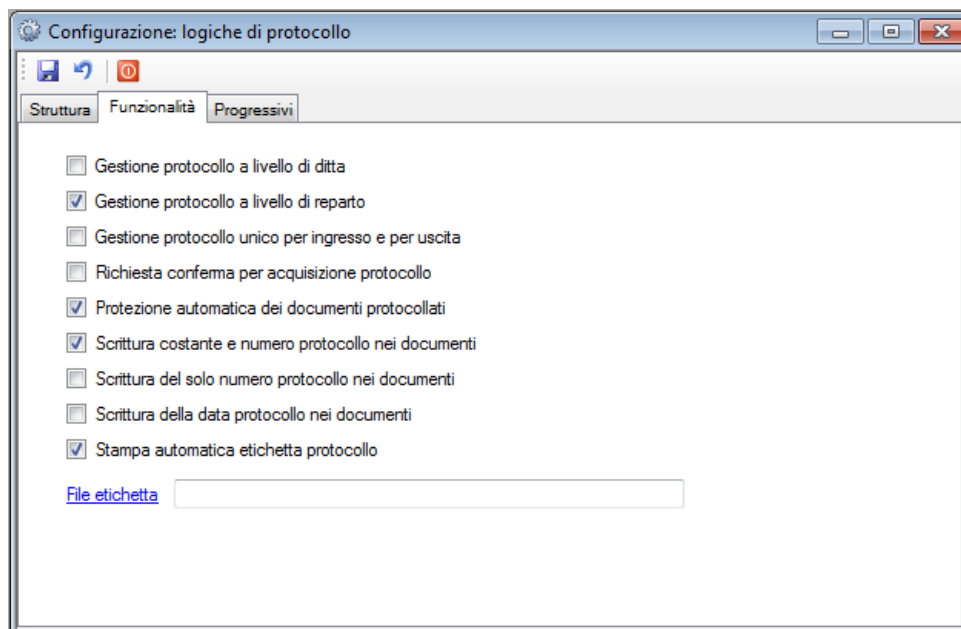 Configurazione: logiche di protocollo
Struttura Funzionalità Progressivi
Gestione protocollo a livello di ditta
Gestione protocollo a livello di reparto
Gestione protocollo unico per ingresso e per uscita
Richiesta conferma per acquisizione protocollo
Protezione automatica dei documenti protocollati
Scrittura costante e numero protocollo nei documenti
Scrittura del solo numero protocollo nei documenti
Scrittura della data protocollo nei documenti
Stampa automatica etichetta protocollo
File etichetta